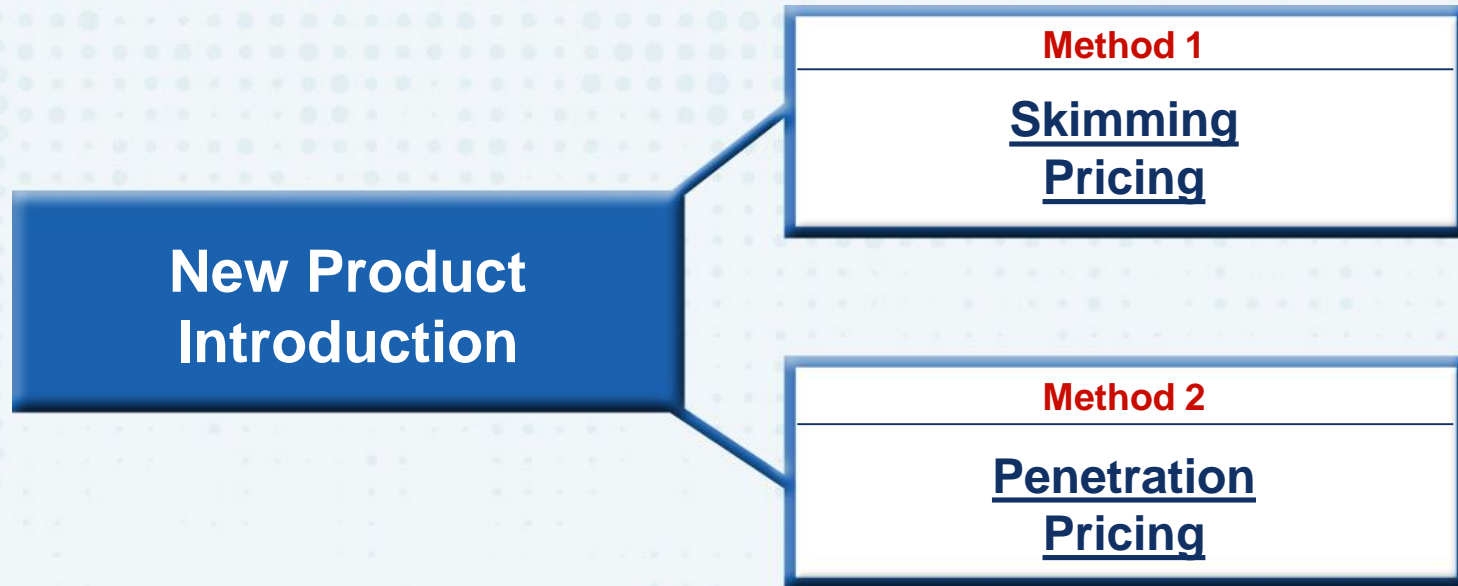 New Product
Introduction
Method 1
Skimming
Pricing
Method 2
Penetration
Pricing